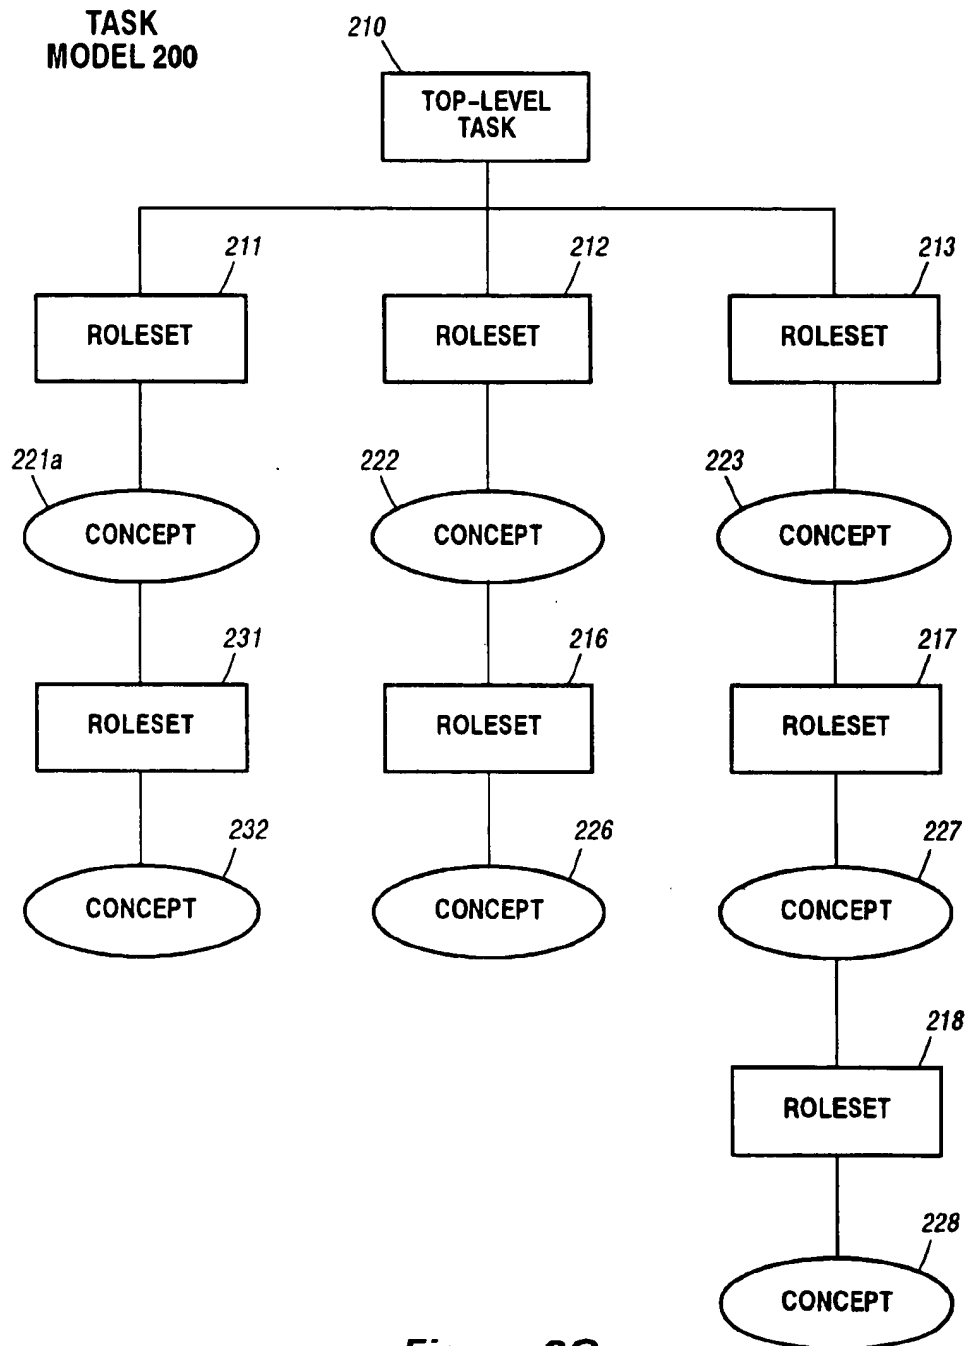 TASK
MODEL 200
210
TOP-LEVEL
TASK
211
212
213
ROLESET
ROLESET
ROLESET
221a
222
223
CONCEPT
CONCEPT
CONCEPT
231
216
217
ROLESET
ROLESET
ROLESET
232
226
227
CONCEPT
CONCEPT
CONCEPT
218
ROLESET
228
CONCEPT